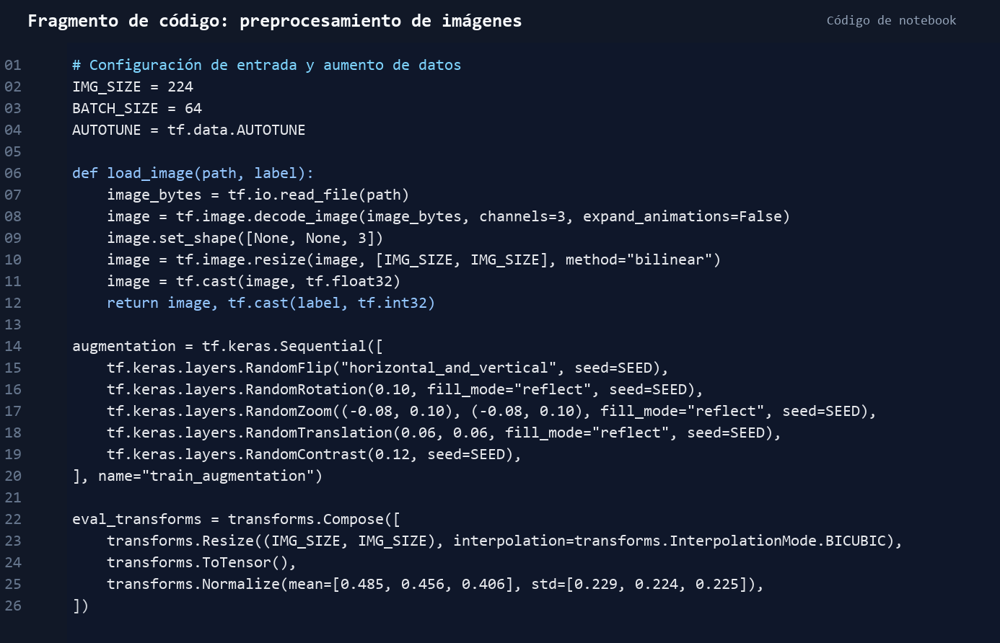 Fragmento de código: preprocesamiento de imágenes
Código de notebook
01 # Configuración de entrada y aumento de datos
02 IMG_SIZE = 224
03 BATCH_SIZE = 64
04 AUTOTUNE = tf.data.AUTOTUNE
05
06 def load_image(path, label):
07     image_bytes = tf.io.read_file(path)
08     image = tf.image.decode_image(image_bytes, channels=3, expand_animations=False)
09     image.set_shape([None, None, 3])
10     image = tf.image.resize(image, [IMG_SIZE, IMG_SIZE], method="bilinear")
11     image = tf.cast(image, tf.float32)
12     return image, tf.cast(label, tf.int32)
13
14 augmentation = tf.keras.Sequential([
15     tf.keras.layers.RandomFlip("horizontal_and_vertical", seed=SEED),
16     tf.keras.layers.RandomRotation(0.10, fill_mode="reflect", seed=SEED),
17     tf.keras.layers.RandomZoom((-0.08, 0.10), (-0.08, 0.10), fill_mode="reflect", seed=SEED),
18     tf.keras.layers.RandomTranslation(0.06, 0.06, fill_mode="reflect", seed=SEED),
19     tf.keras.layers.RandomContrast(0.12, seed=SEED),
20 ], name="train_augmentation")
21
22 eval_transforms = transforms.Compose([
23     transforms.Resize((IMG_SIZE, IMG_SIZE), interpolation=transforms.InterpolationMode.BICUBIC),
24     transforms.ToTensor(),
25     transforms.Normalize(mean=[0.485, 0.456, 0.406], std=[0.229, 0.224, 0.225]),
26 ])